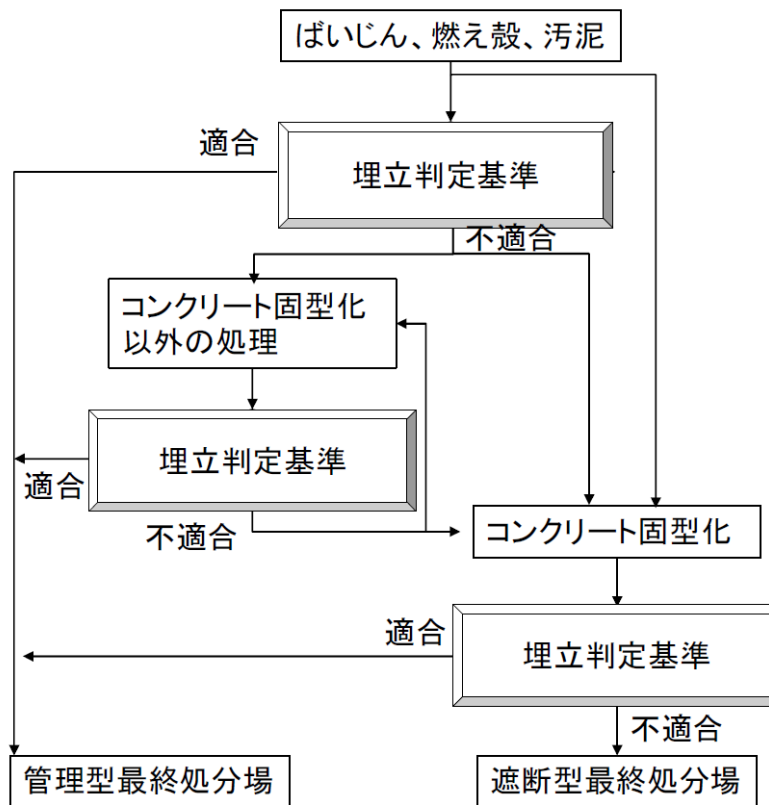 ばいじん、燃え殻、汚泥
適合
埋立判定基準
不適合
コンクリート固型化
以外の処理
埋立判定基準
適合
不適合
コンクリート固型化
適合
埋立判定基準
不適合
管理型最終処分場
遮断型最終処分場